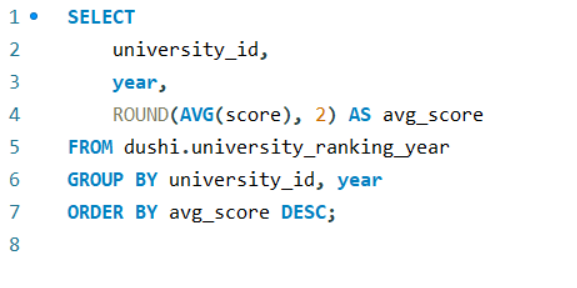 1 SELECT
2 university_id,
3 year,
4 ROUND(AVG(score), 2) AS avg_score
5 FROM dushi.university_ranking_year
6 GROUP BY university_id, year
7 ORDER BY avg_score DESC;
8